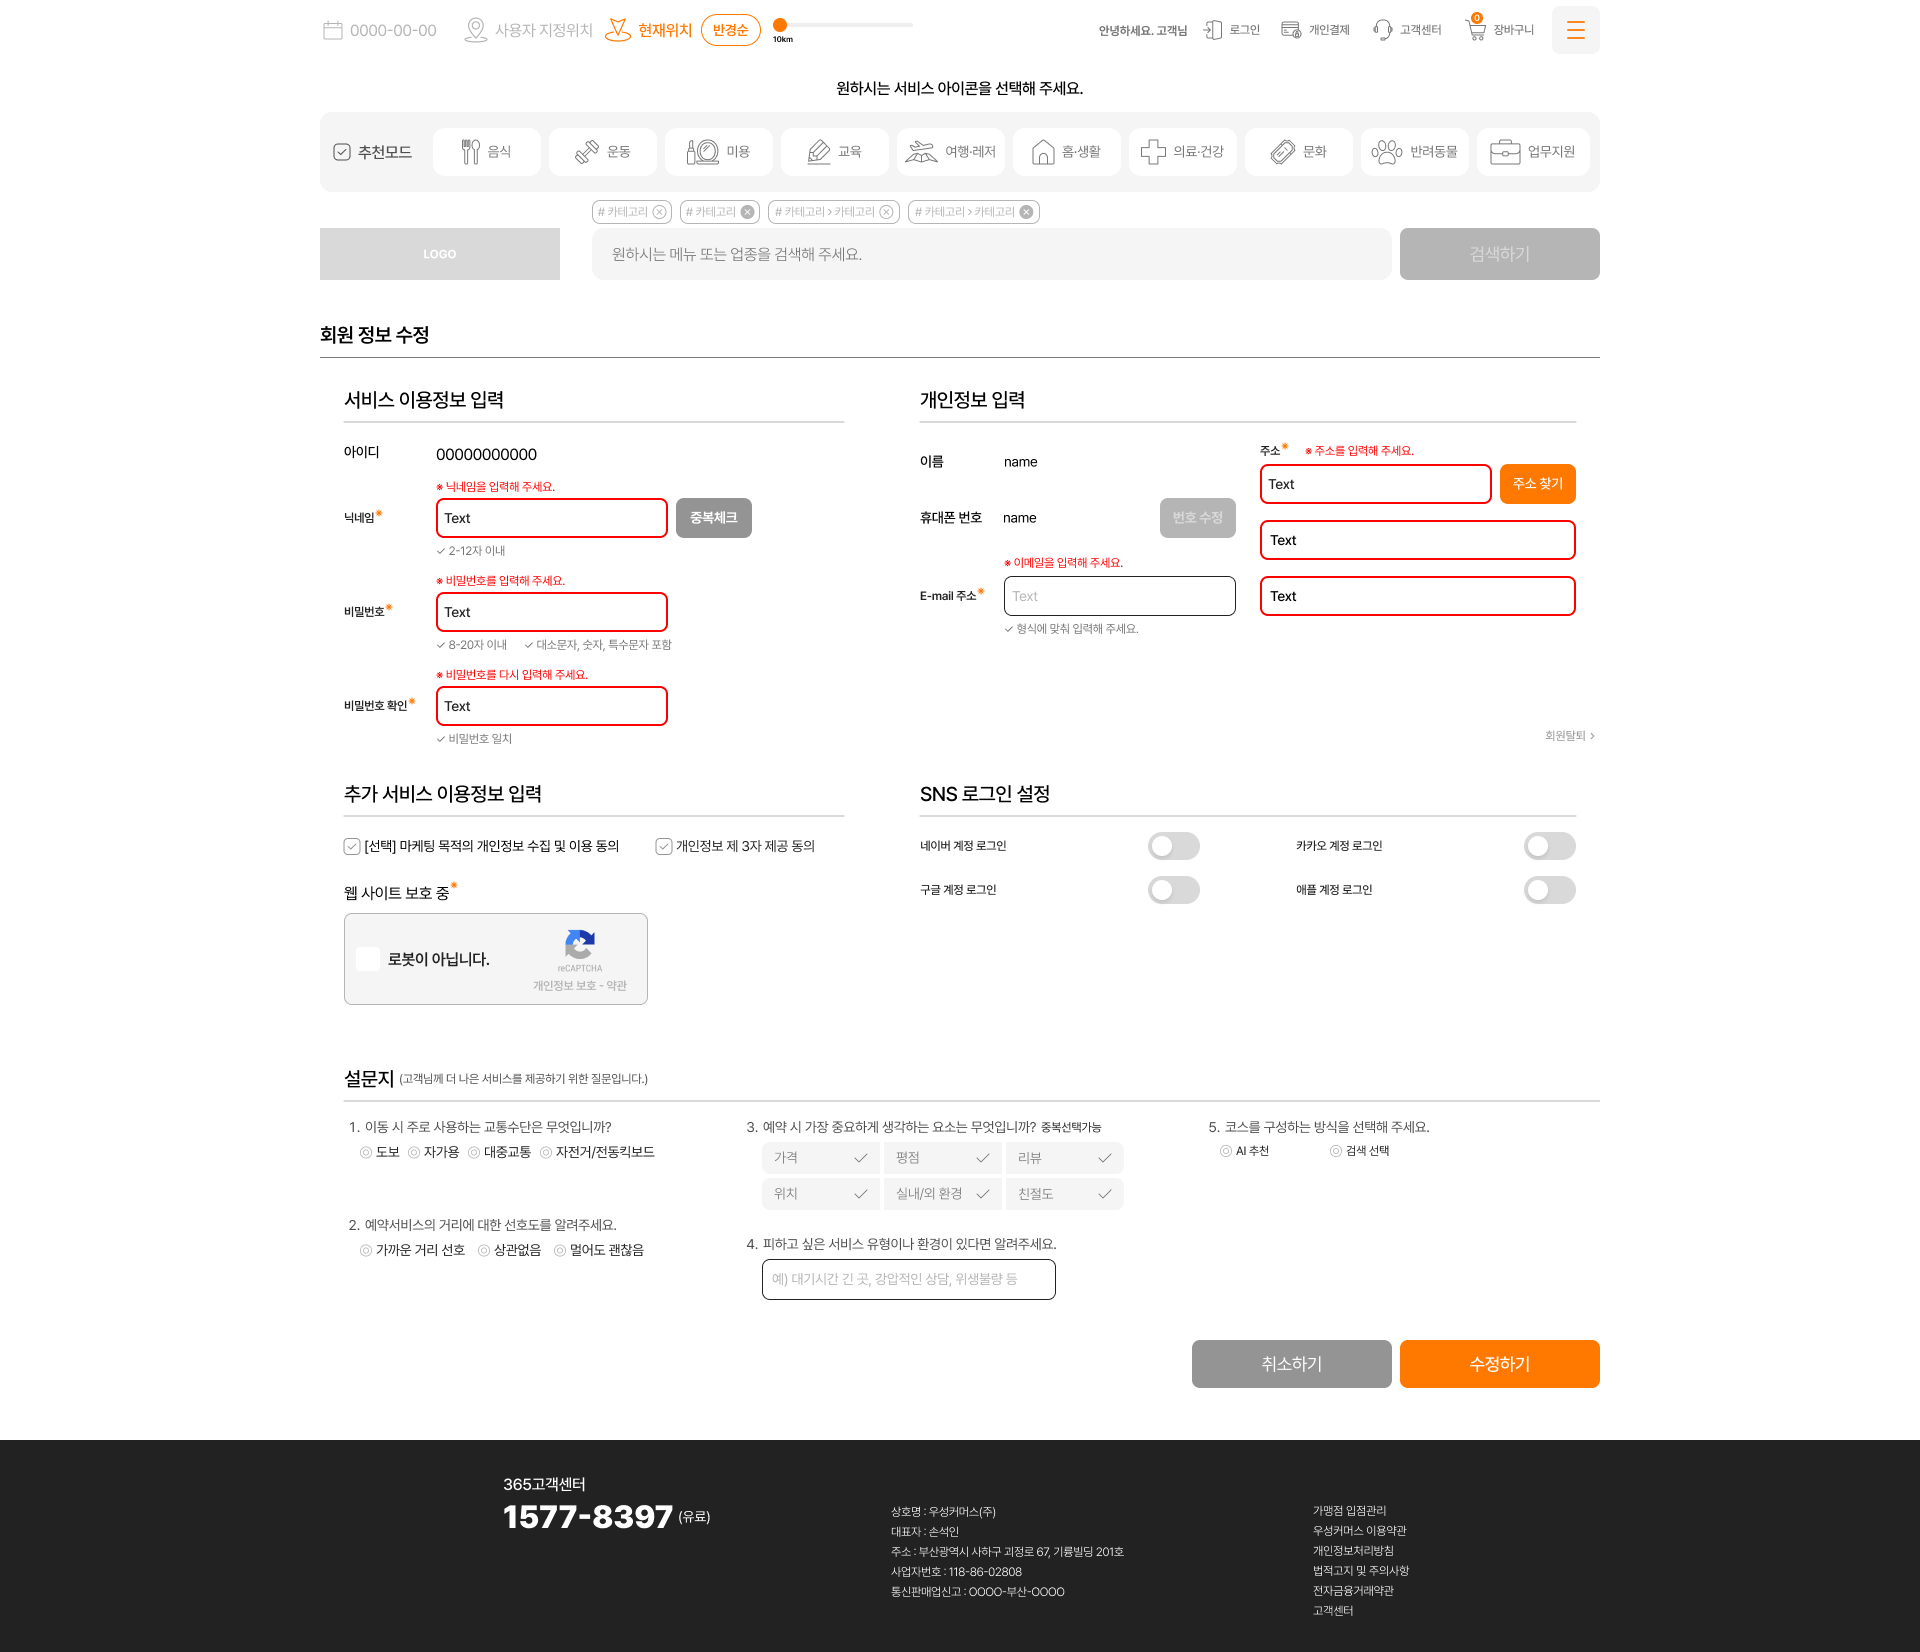 0000-00-00
사용자 지정위치
현재위치
반경순
10km
안녕하세요. 고객님
로그인
개인결제
고객센터
0
장바구니
원하시는 서비스 아이콘을 선택해 주세요.
추천모드
음식
운동
미용
교육
여행·레저
홈·생활
의료·건강
문화
반려동물
업무지원
# 카테고리
# 카테고리
# 카테고리 > 카테고리
# 카테고리 > 카테고리
LOGO
원하시는 메뉴 또는 업종을 검색해 주세요.
검색하기
회원 정보 수정
서비스 이용정보 입력
아이디
00000000000
※ 닉네임을 입력해 주세요.
닉네임*
Text
중복체크
✓ 2-12자 이내
※ 비밀번호를 입력해 주세요.
비밀번호*
Text
✓ 8-20자 이내 ✓ 대소문자, 숫자, 특수문자 포함
※ 비밀번호를 다시 입력해 주세요.
비밀번호 확인*
Text
✓ 비밀번호 일치
개인정보 입력
이름
name
휴대폰 번호
name
번호 수정
※ 이메일을 입력해 주세요.
E-mail 주소*
Text
✓ 형식에 맞춰 입력해 주세요.
주소* ※ 주소를 입력해 주세요.
Text
주소 찾기
Text
Text
회원탈퇴 >
추가 서비스 이용정보 입력
[선택] 마케팅 목적의 개인정보 수집 및 이용 동의
개인정보 제 3자 제공 동의
웹 사이트 보호 중*
로봇이 아닙니다.
reCAPTCHA
개인정보 보호 - 약관
SNS 로그인 설정
네이버 계정 로그인
카카오 계정 로그인
구글 계정 로그인
애플 계정 로그인
설문지 (고객님께 더 나은 서비스를 제공하기 위한 질문입니다.)
1. 이동 시 주로 사용하는 교통수단은 무엇입니까?
도보 자가용 대중교통 자전거/전동킥보드
2. 예약서비스의 거리에 대한 선호도를 알려주세요.
가까운 거리 선호 상관없음 멀어도 괜찮음
3. 예약 시 가장 중요하게 생각하는 요소는 무엇입니까? 중복선택가능
가격 평점 리뷰
위치 실내/외 환경 친절도
4. 피하고 싶은 서비스 유형이나 환경이 있다면 알려주세요.
예) 대기시간 긴 곳, 강압적인 상담, 위생불량 등
5. 코스를 구성하는 방식을 선택해 주세요.
AI 추천 검색 선택
취소하기
수정하기
365고객센터
1577-8397 (유료)
상호명 : 우성커머스(주)
대표자 : 손석인
주소 : 부산광역시 사하구 괴정로 67, 기룡빌딩 201호
사업자번호 : 118-86-02808
통신판매업신고 : OOOO-부산-OOOO
가맹점 입점관리
우성커머스 이용약관
개인정보처리방침
법적고지 및 주의사항
전자금융거래약관
고객센터